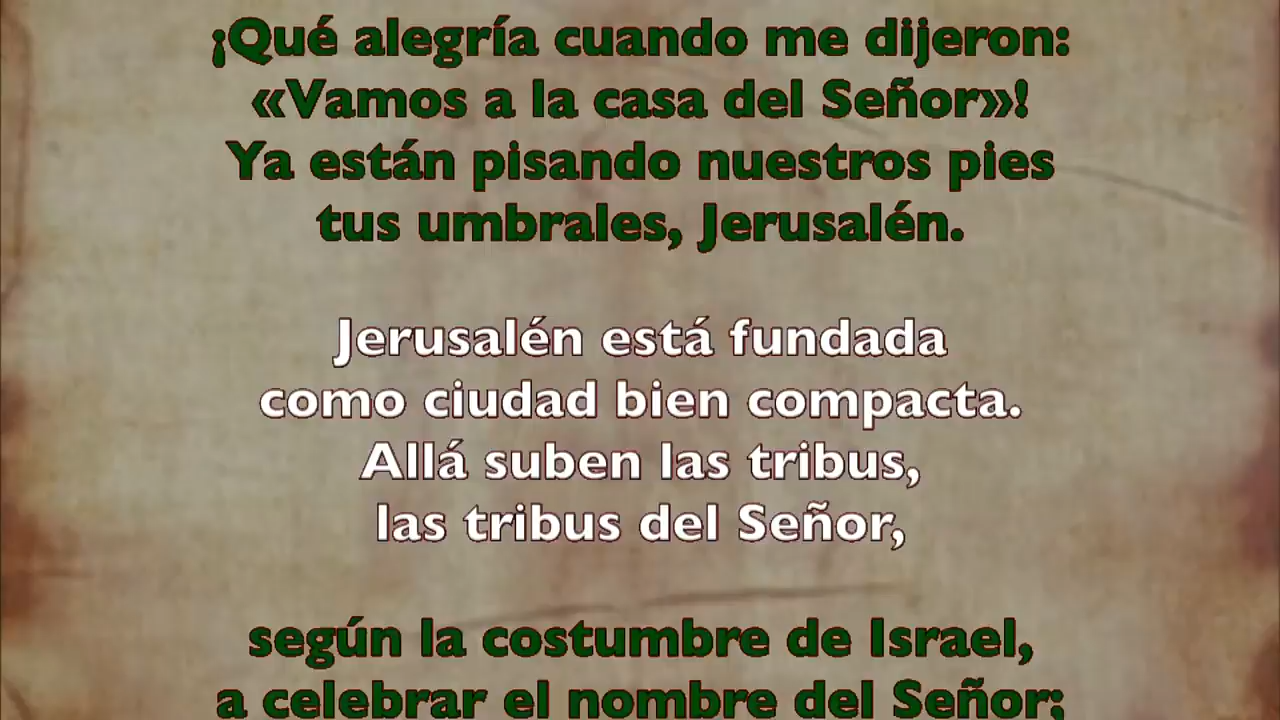 ¡Qué alegría cuando me dijeron:
«Vamos a la casa del Señor»!
Ya están pisando nuestros pies
tus umbrales, Jerusalén.
Jerusalén está fundada
como ciudad bien compacta.
Allá suben las tribus,
las tribus del Señor,
según la costumbre de Israel,
a celebrar el nombre del Señor;